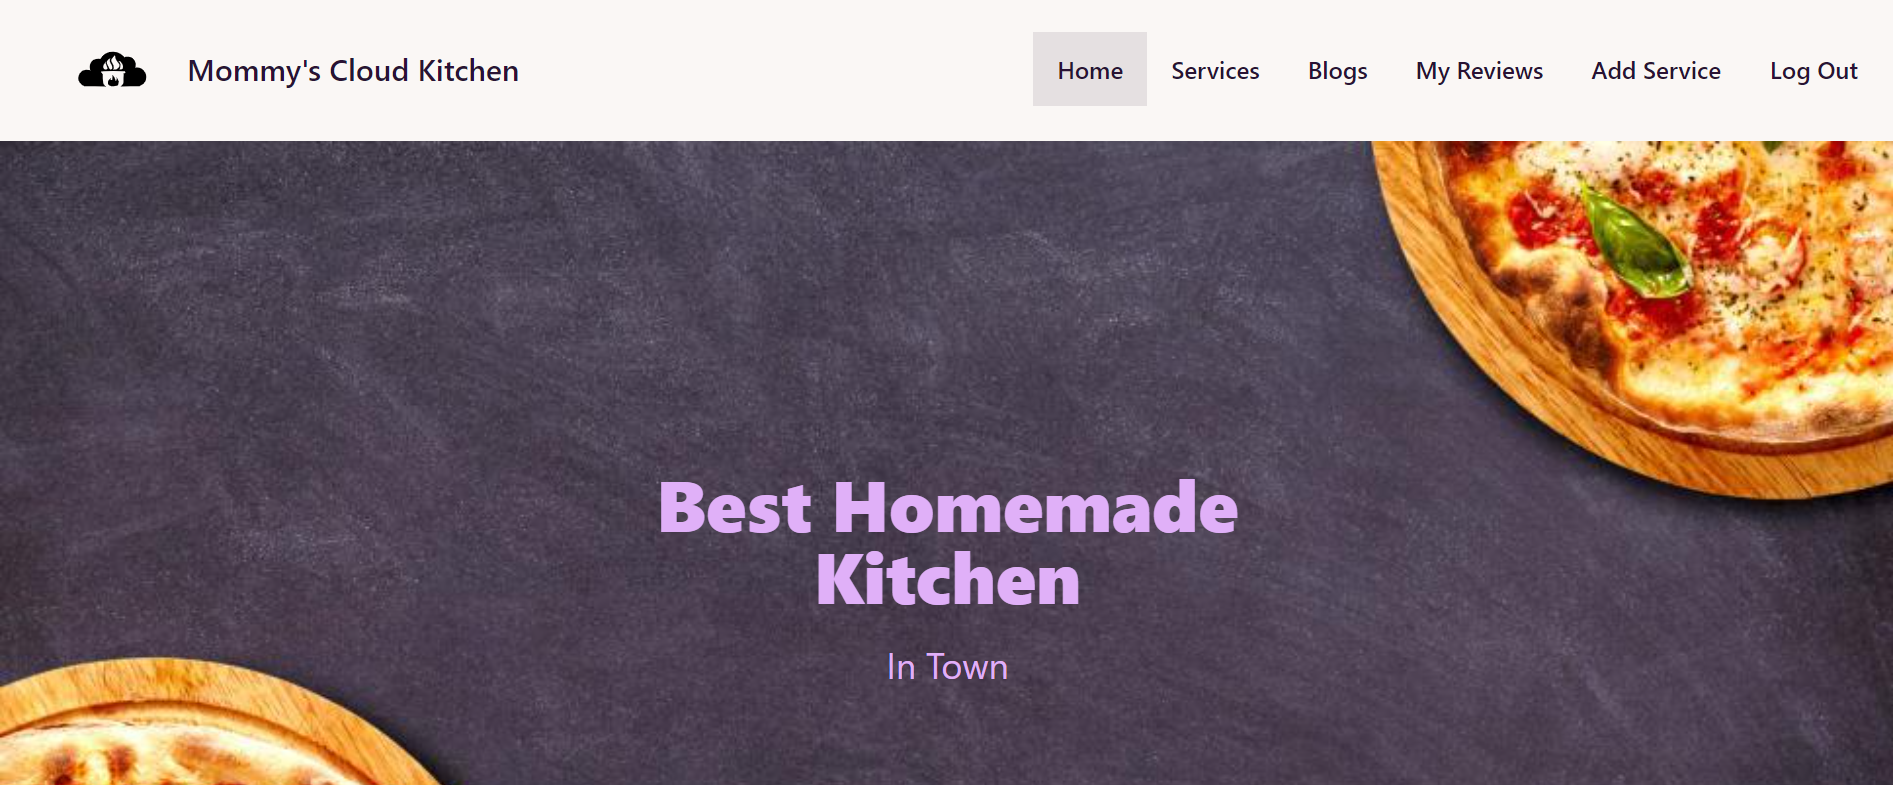 Mommy's Cloud Kitchen
Home Services Blogs My Reviews Add Service Log Out
Best Homemade
Kitchen
In Town